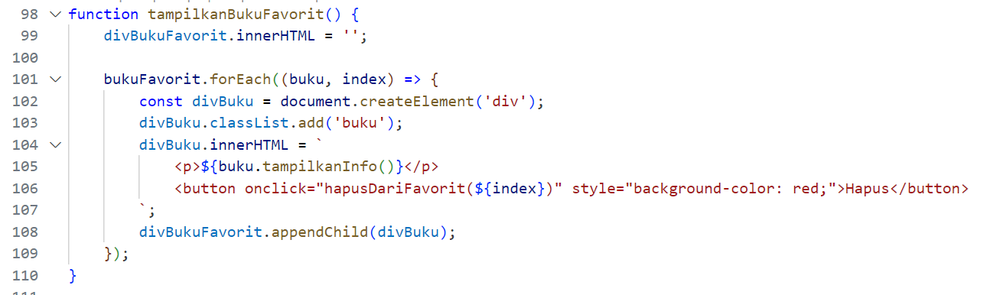 98 function tampilkanBukuFavorit() {
99 divBukuFavorit.innerHTML = '';
100
101 bukuFavorit.forEach((buku, index) => {
102 const divBuku = document.createElement('div');
103 divBuku.classList.add('buku');
104 divBuku.innerHTML = `
105 <p>${buku.tampilkanInfo()}</p>
106 <button onclick="hapusDariFavorit(${index})" style="background-color: red;">Hapus</button>
107 `;
108 divBukuFavorit.appendChild(divBuku);
109 });
110 }